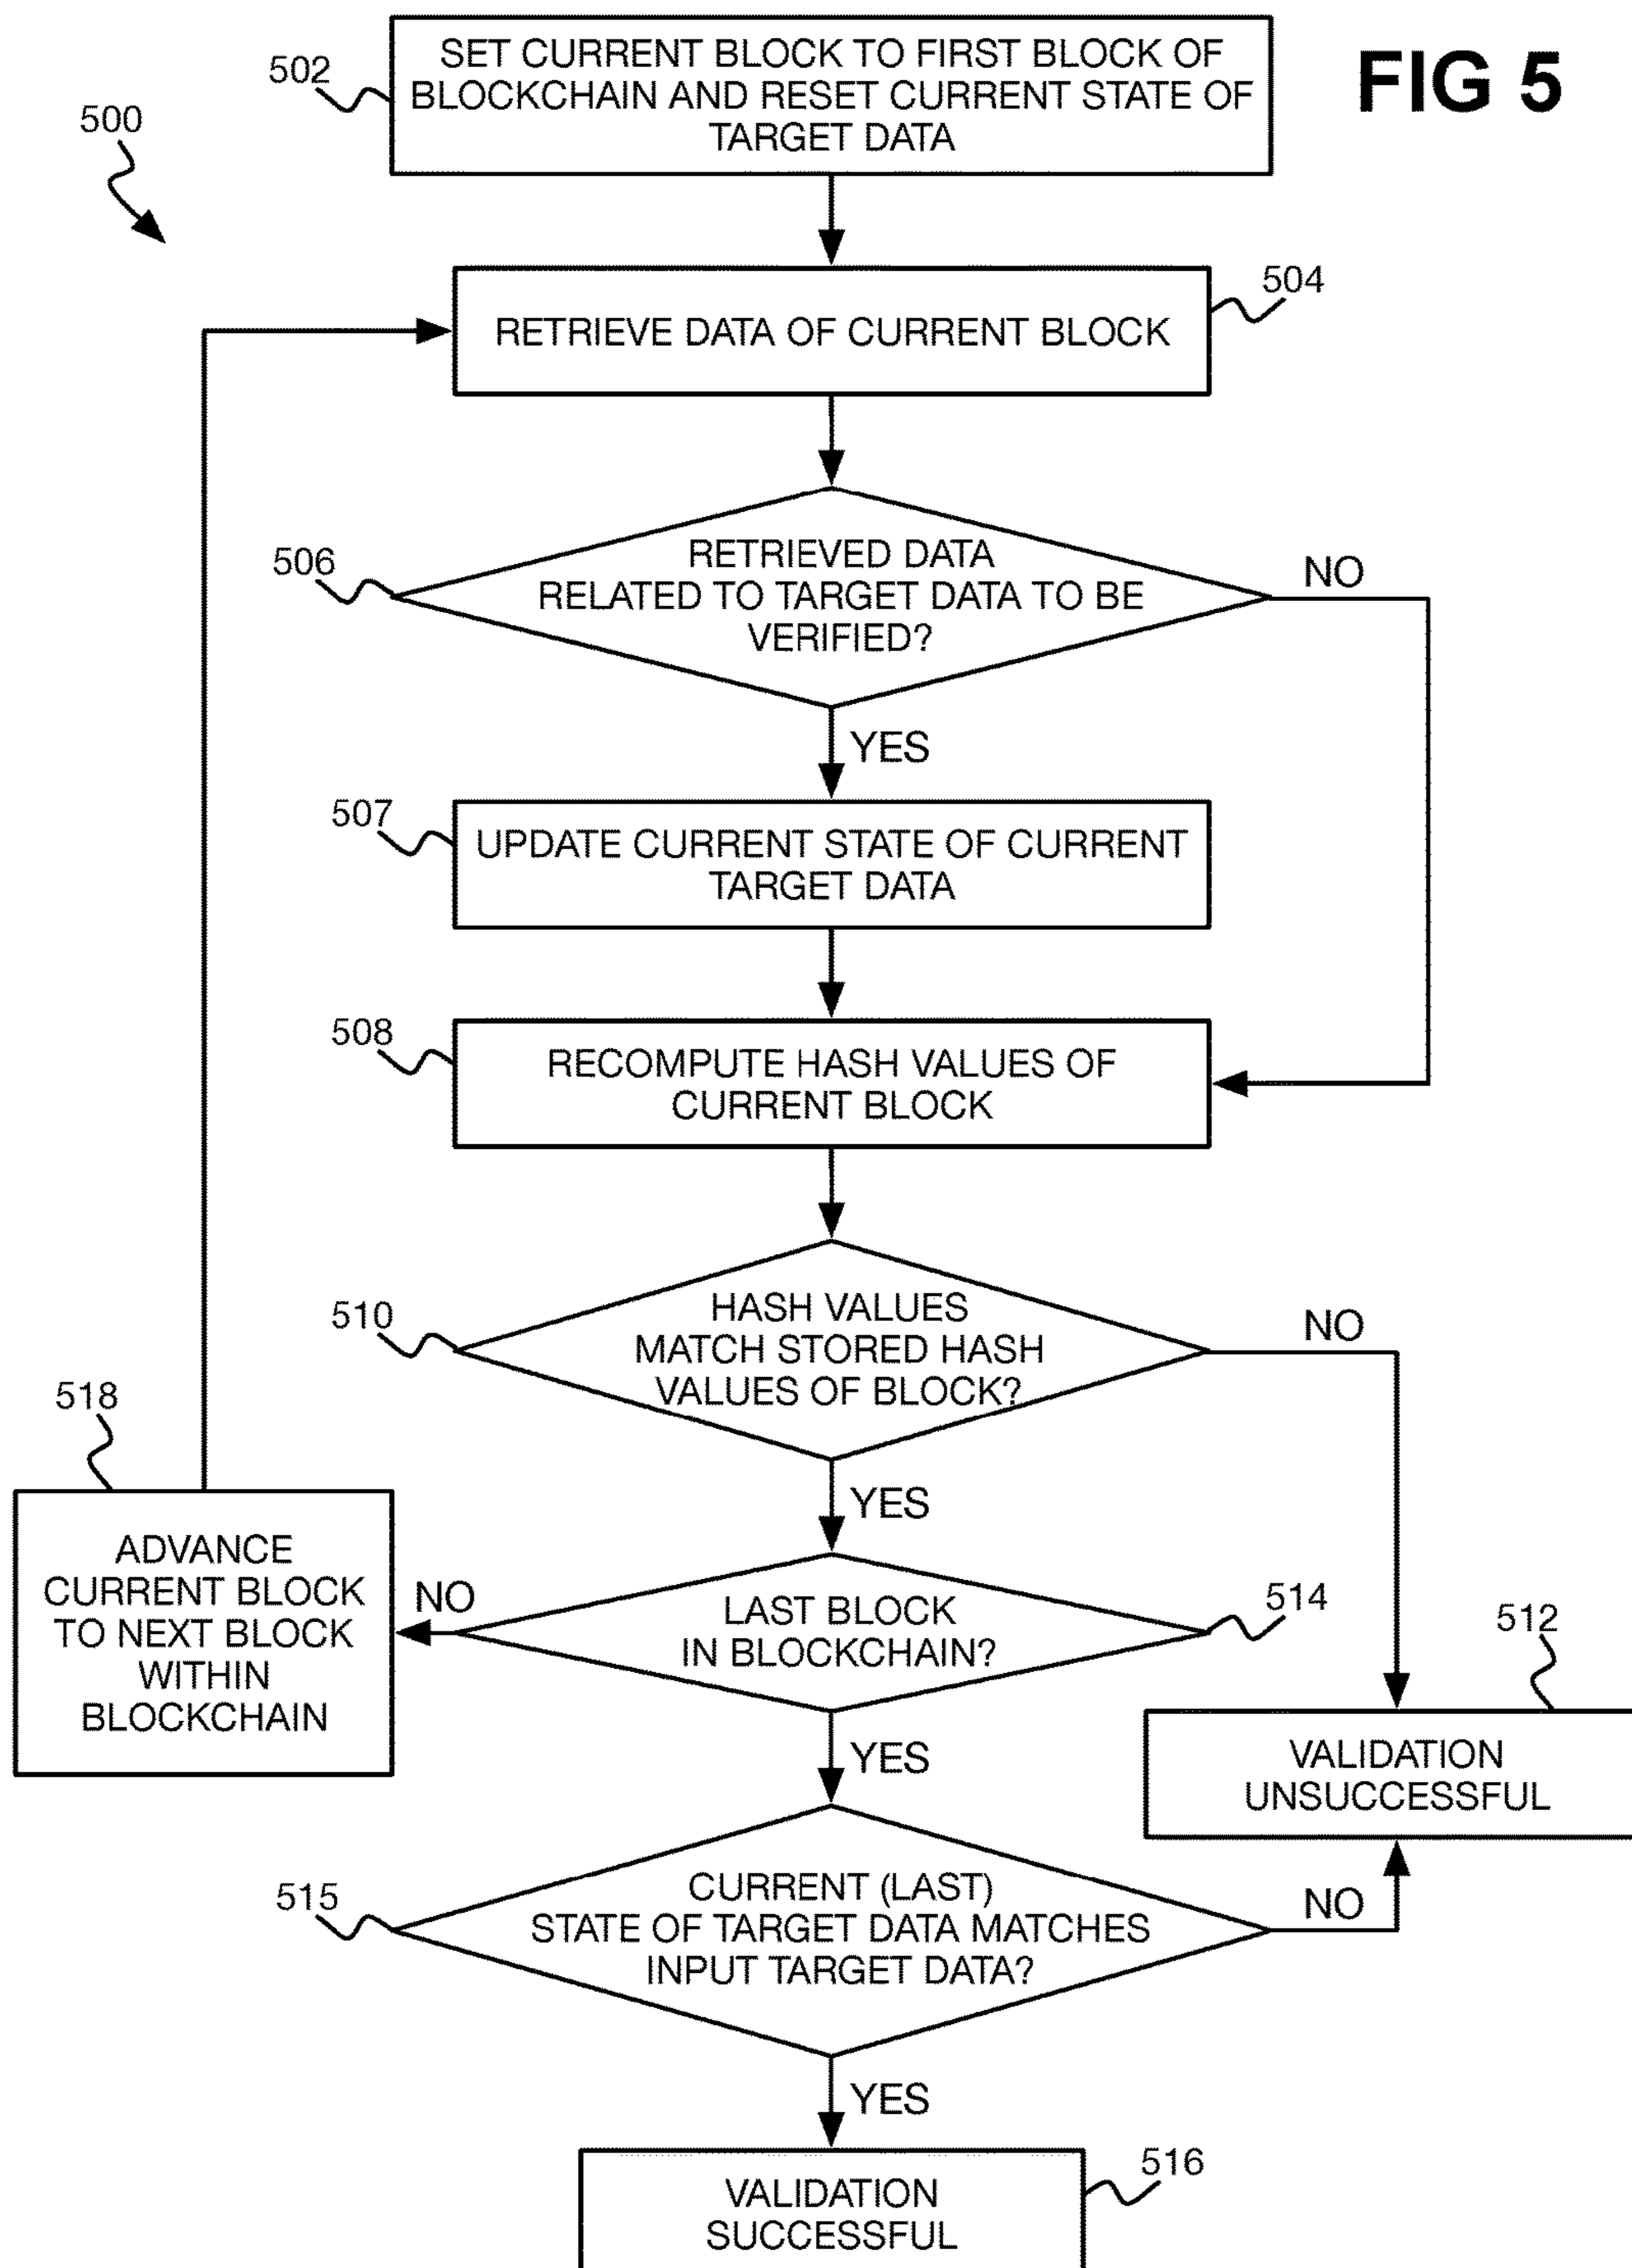 FIG 5
500
502
SET CURRENT BLOCK TO FIRST BLOCK OF
BLOCKCHAIN AND RESET CURRENT STATE OF
TARGET DATA
504
RETRIEVE DATA OF CURRENT BLOCK
506
RETRIEVED DATA
RELATED TO TARGET DATA TO BE
VERIFIED?
NO
YES
507
UPDATE CURRENT STATE OF CURRENT
TARGET DATA
508
RECOMPUTE HASH VALUES OF
CURRENT BLOCK
510
HASH VALUES
MATCH STORED HASH
VALUES OF BLOCK?
NO
YES
518
ADVANCE
CURRENT BLOCK
TO NEXT BLOCK
WITHIN
BLOCKCHAIN
NO
LAST BLOCK
IN BLOCKCHAIN?
514
YES
512
VALIDATION
UNSUCCESSFUL
515
CURRENT (LAST)
STATE OF TARGET DATA MATCHES
INPUT TARGET DATA?
NO
YES
516
VALIDATION
SUCCESSFUL